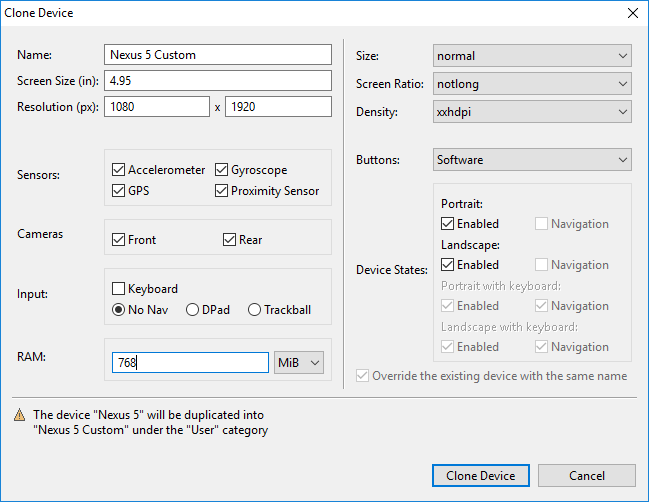 Clone Device
Name: Nexus 5 Custom
Screen Size (in): 4.95
Resolution (px): 1080 x 1920
Sensors:
Accelerometer Gyroscope
GPS Proximity Sensor
Cameras
Front Rear
Input:
Keyboard
No Nav DPad Trackball
RAM:
768 MiB
Size: normal
Screen Ratio: notlong
Density: xxhdpi
Buttons: Software
Device States:
Portrait:
Enabled Navigation
Landscape:
Enabled Navigation
Portrait with keyboard:
Enabled Navigation
Landscape with keyboard:
Enabled Navigation
Override the existing device with the same name
The device "Nexus 5" will be duplicated into
"Nexus 5 Custom" under the "User" category
Clone Device Cancel